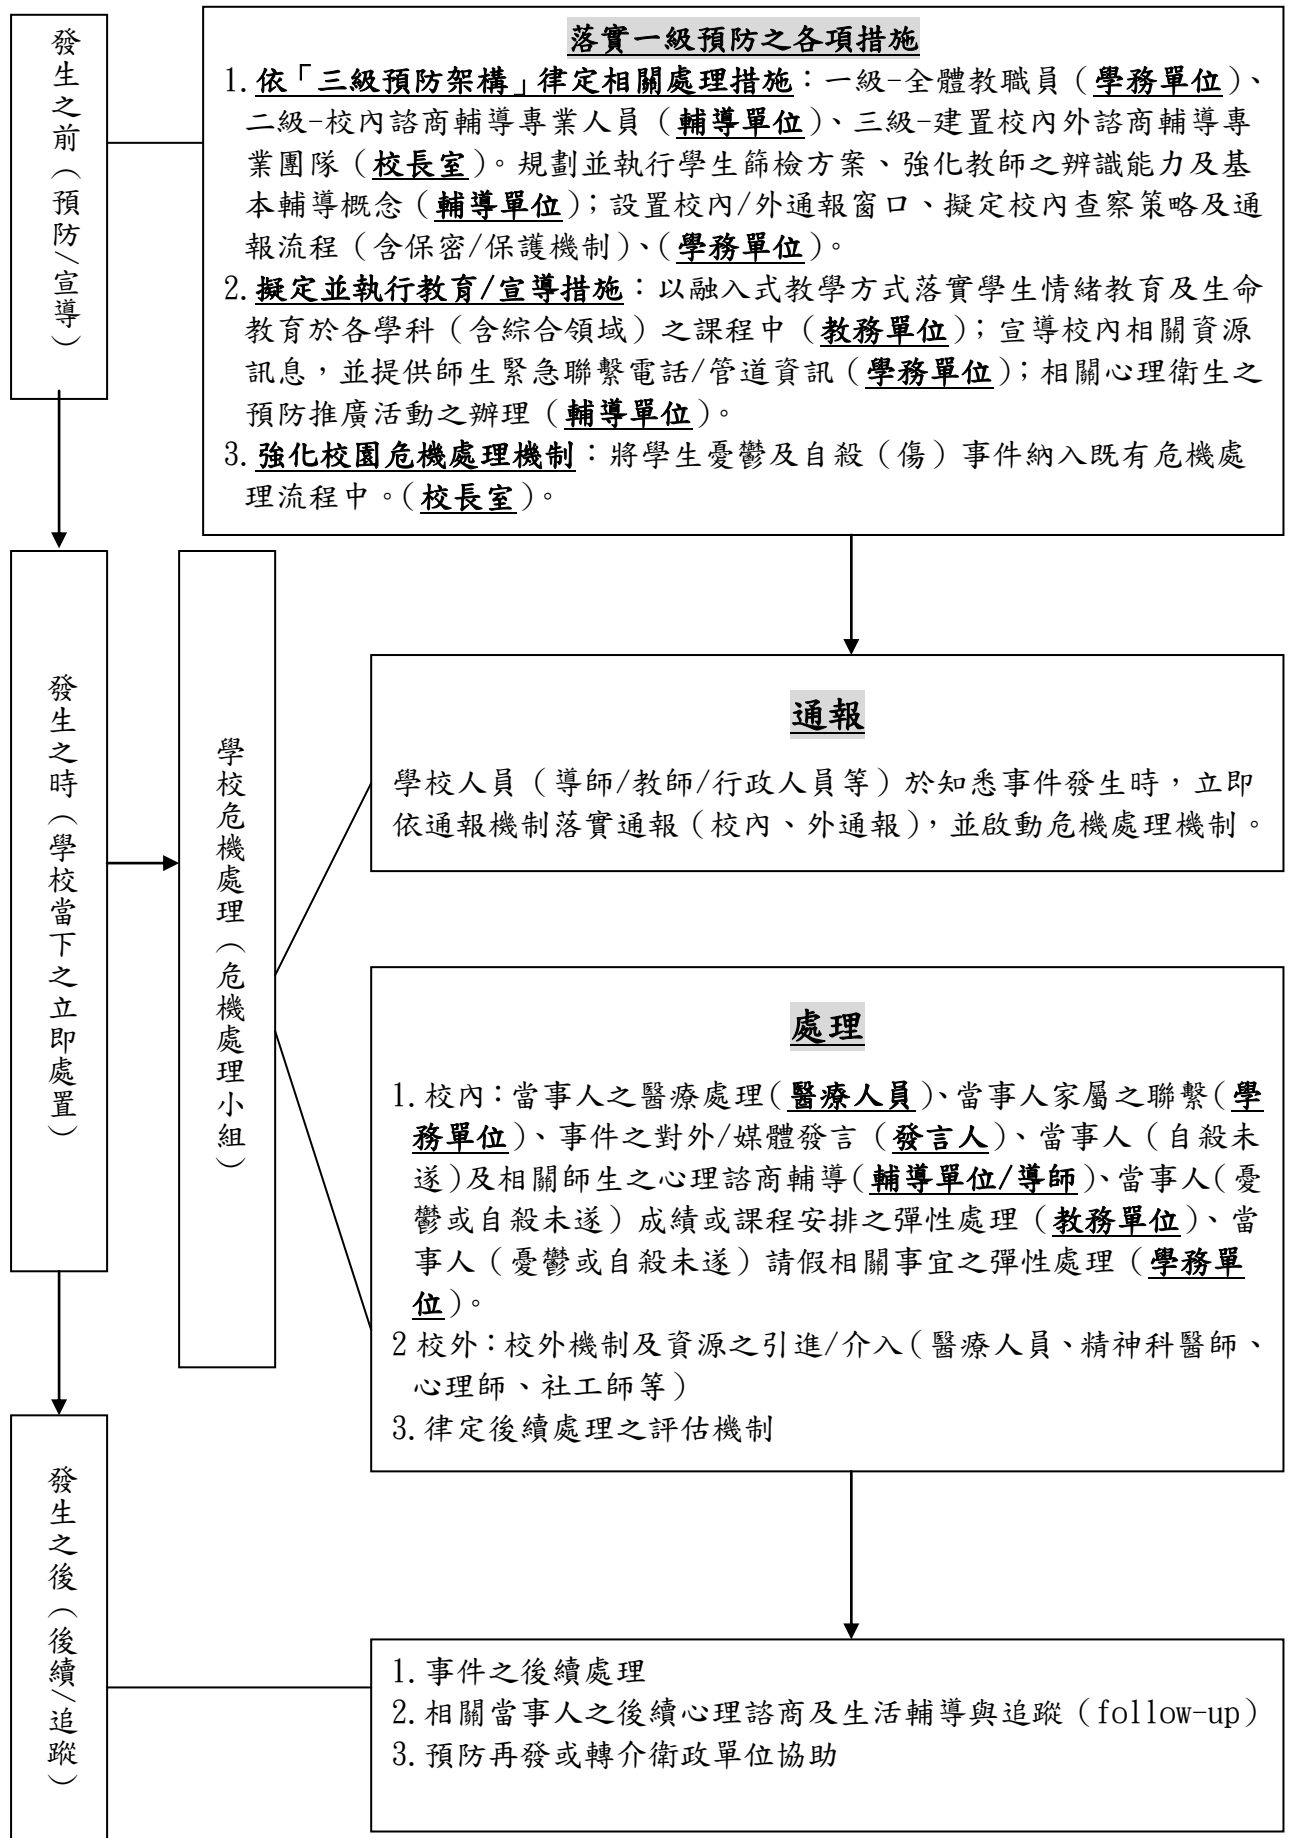 發生之前（預防/宣導）
落實一級預防之各項措施
1.依「三級預防架構」律定相關處理措施：一級-全體教職員（學務單位）、
二級-校內諮商輔導專業人員（輔導單位）、三級-建置校內外諮商輔導專
業團隊（校長室）。規劃並執行學生篩檢方案、強化教師之辨識能力及基
本輔導概念（輔導單位）；設置校內/外通報窗口、擬定校內查察策略及通
報流程（含保密/保護機制）、（學務單位）。
2.擬定並執行教育/宣導措施：以融入式教學方式落實學生情緒教育及生命
教育於各學科（含綜合領域）之課程中（教務單位）；宣導校內相關資源
訊息，並提供師生緊急聯繫電話/管道資訊（學務單位）；相關心理衛生之
預防推廣活動之辦理（輔導單位）。
3.強化校園危機處理機制：將學生憂鬱及自殺（傷）事件納入既有危機處
理流程中。（校長室）。
發生之時（學校當下之立即處置）
學校危機處理（危機處理小組）
通報
學校人員（導師/教師/行政人員等）於知悉事件發生時，立即
依通報機制落實通報（校內、外通報），並啟動危機處理機制。
處理
1.校內：當事人之醫療處理（醫療人員）、當事人家屬之聯繫（學
務單位）、事件之對外/媒體發言（發言人）、當事人（自殺未
遂）及相關師生之心理諮商輔導（輔導單位/導師）、當事人（憂
鬱或自殺未遂）成績或課程安排之彈性處理（教務單位）、當
事人（憂鬱或自殺未遂）請假相關事宜之彈性處理（學務單
位）。
2 校外：校外機制及資源之引進/介入（醫療人員、精神科醫師、
心理師、社工師等）
3.律定後續處理之評估機制
發生之後（後續/追蹤）
1.事件之後續處理
2.相關當事人之後續心理諮商及生活輔導與追蹤（follow-up）
3.預防再發或轉介衛政單位協助